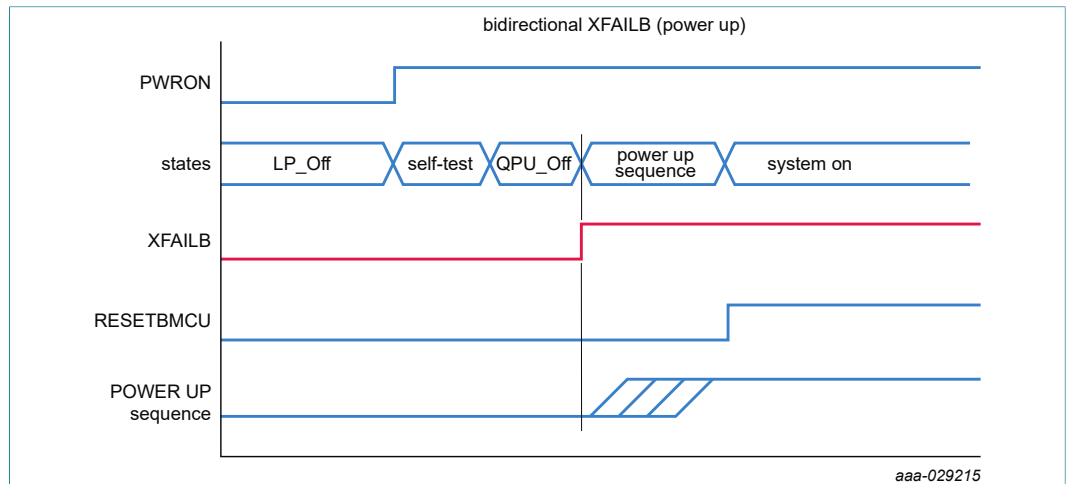 bidirectional XFAILB (power up)
PWRON
states
LP_Off
self-test
QPU_Off
power up
sequence
system on
XFAILB
RESETBMCU
POWER UP
sequence
aaa-029215